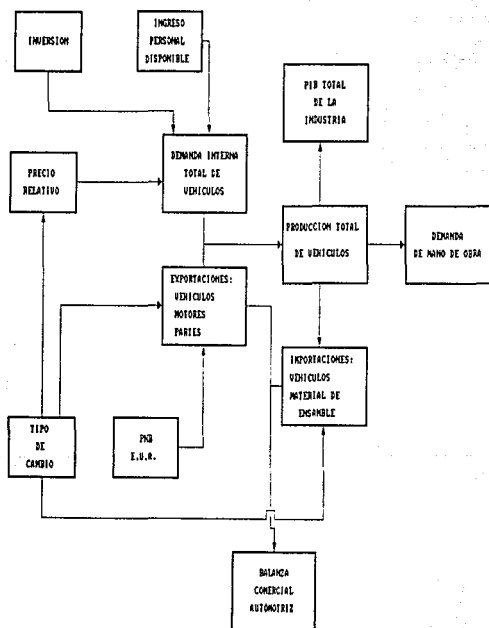 INVERSION
INGRESO
PERSONAL
DISPONIBLE
PIB TOTAL
DE LA
INDUSTRIA
DEMANDA INTERNA
TOTAL DE
VEHICULOS
PRECIO
RELATIVO
PRODUCCION TOTAL
DE VEHICULOS
DEMANDA
DE MANO DE OBRA
EXPORTACIONES:
VEHICULOS
MOTORES
PARTES
IMPORTACIONES:
VEHICULOS
MATERIAL DE
ENSAMBLE
TIPO
DE
CAMBIO
PNB
E.U.A.
BALANZA
COMERCIAL
AUTOMOTRIZ